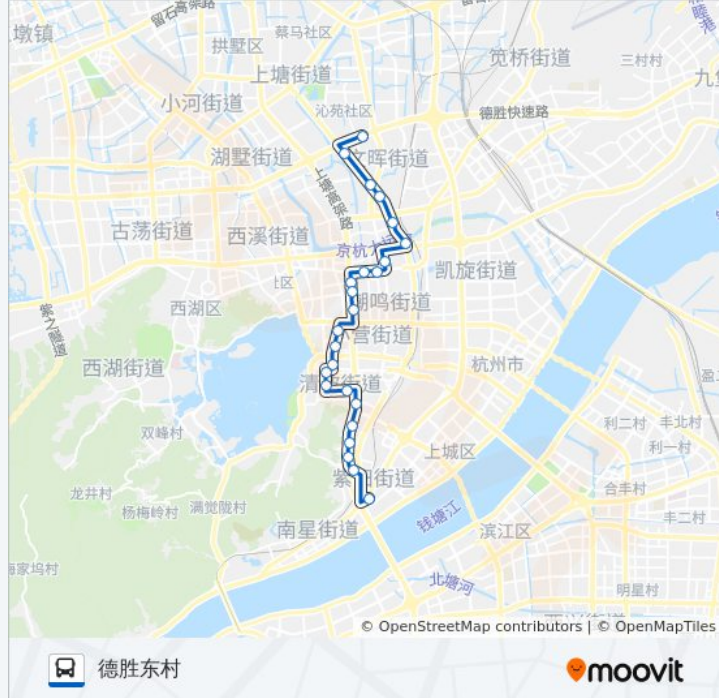 留石高架路
墩镇
拱墅区
蔡马社区
上塘街道
笕桥街道
三村村
小河街道
沁苑社区
德胜快速路
湖墅街道
文晖街道
上塘高架路
古荡街道
西溪街道
凯旋街道
西湖区
潮鸣街道
紫之隧道
小营街道
西湖街道
杭州市
清波街道
双峰村
利二村
丰北村
利一村
上城区
龙井村
满觉陇村
杨梅岭村
紫阳街道
合丰村
钱塘江
丰二村
南星街道
滨江区
梅家坞村
北塘河
明星村
© OpenStreetMap contributors | © OpenMapTiles
德胜东村
moovit